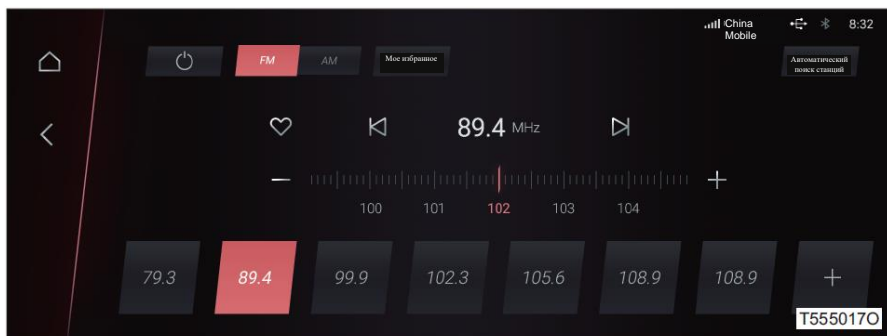 China
Mobile
8:32
FM
AM
Мое избранное
Автоматический
поиск станций
89.4 MHz
100 101 102 103 104
79.3 89.4 99.9 102.3 105.6 108.9 108.9
T555017O